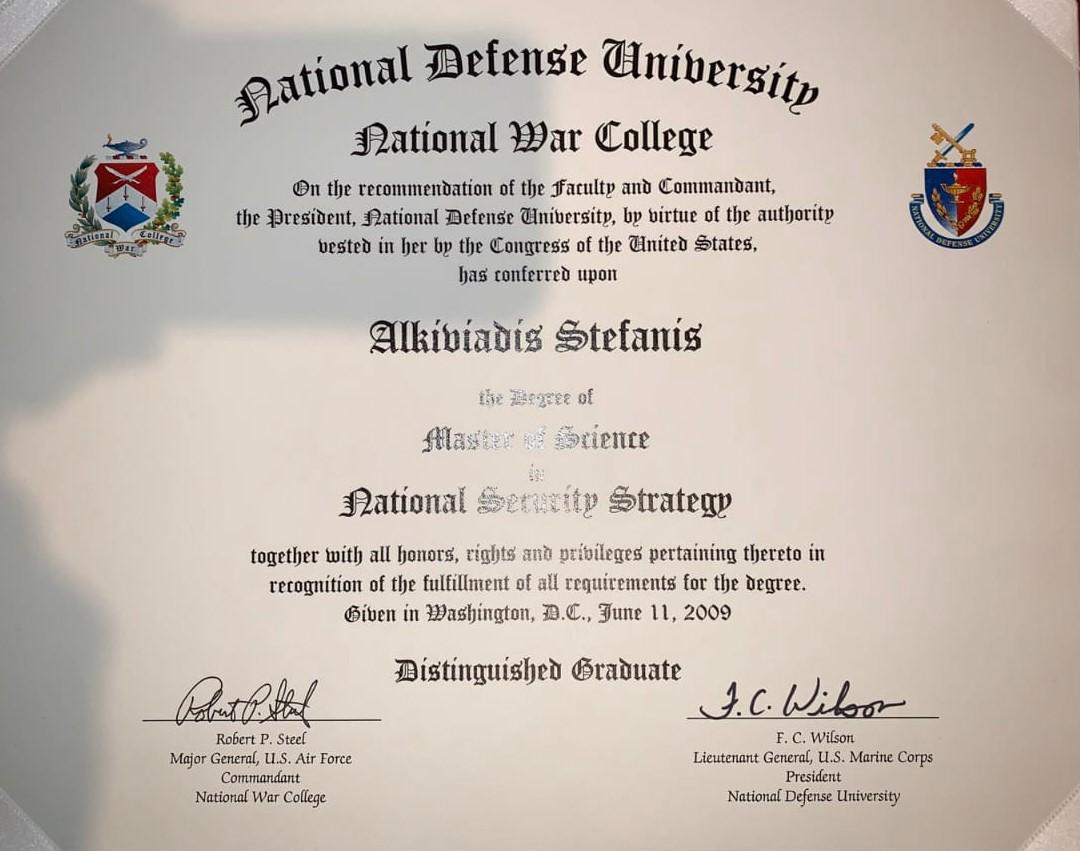 National Defense University
National War College
On the recommendation of the Faculty and Commandant,
the President, National Defense University, by virtue of the authority
vested in her by the Congress of the United States,
has conferred upon
National War College
NATIONAL DEFENSE UNIVERSITY
Alkiviadis Stefanis
the Degree of
Master of Science
in
National Security Strategy
together with all honors, rights and privileges pertaining thereto in
recognition of the fulfillment of all requirements for the degree.
Given in Washington, D.C., June 11, 2009
Distinguished Graduate
Robert P. Steel
Robert P. Steel
Major General, U.S. Air Force
Commandant
National War College
F. C. Wilson
F. C. Wilson
Lieutenant General, U.S. Marine Corps
President
National Defense University